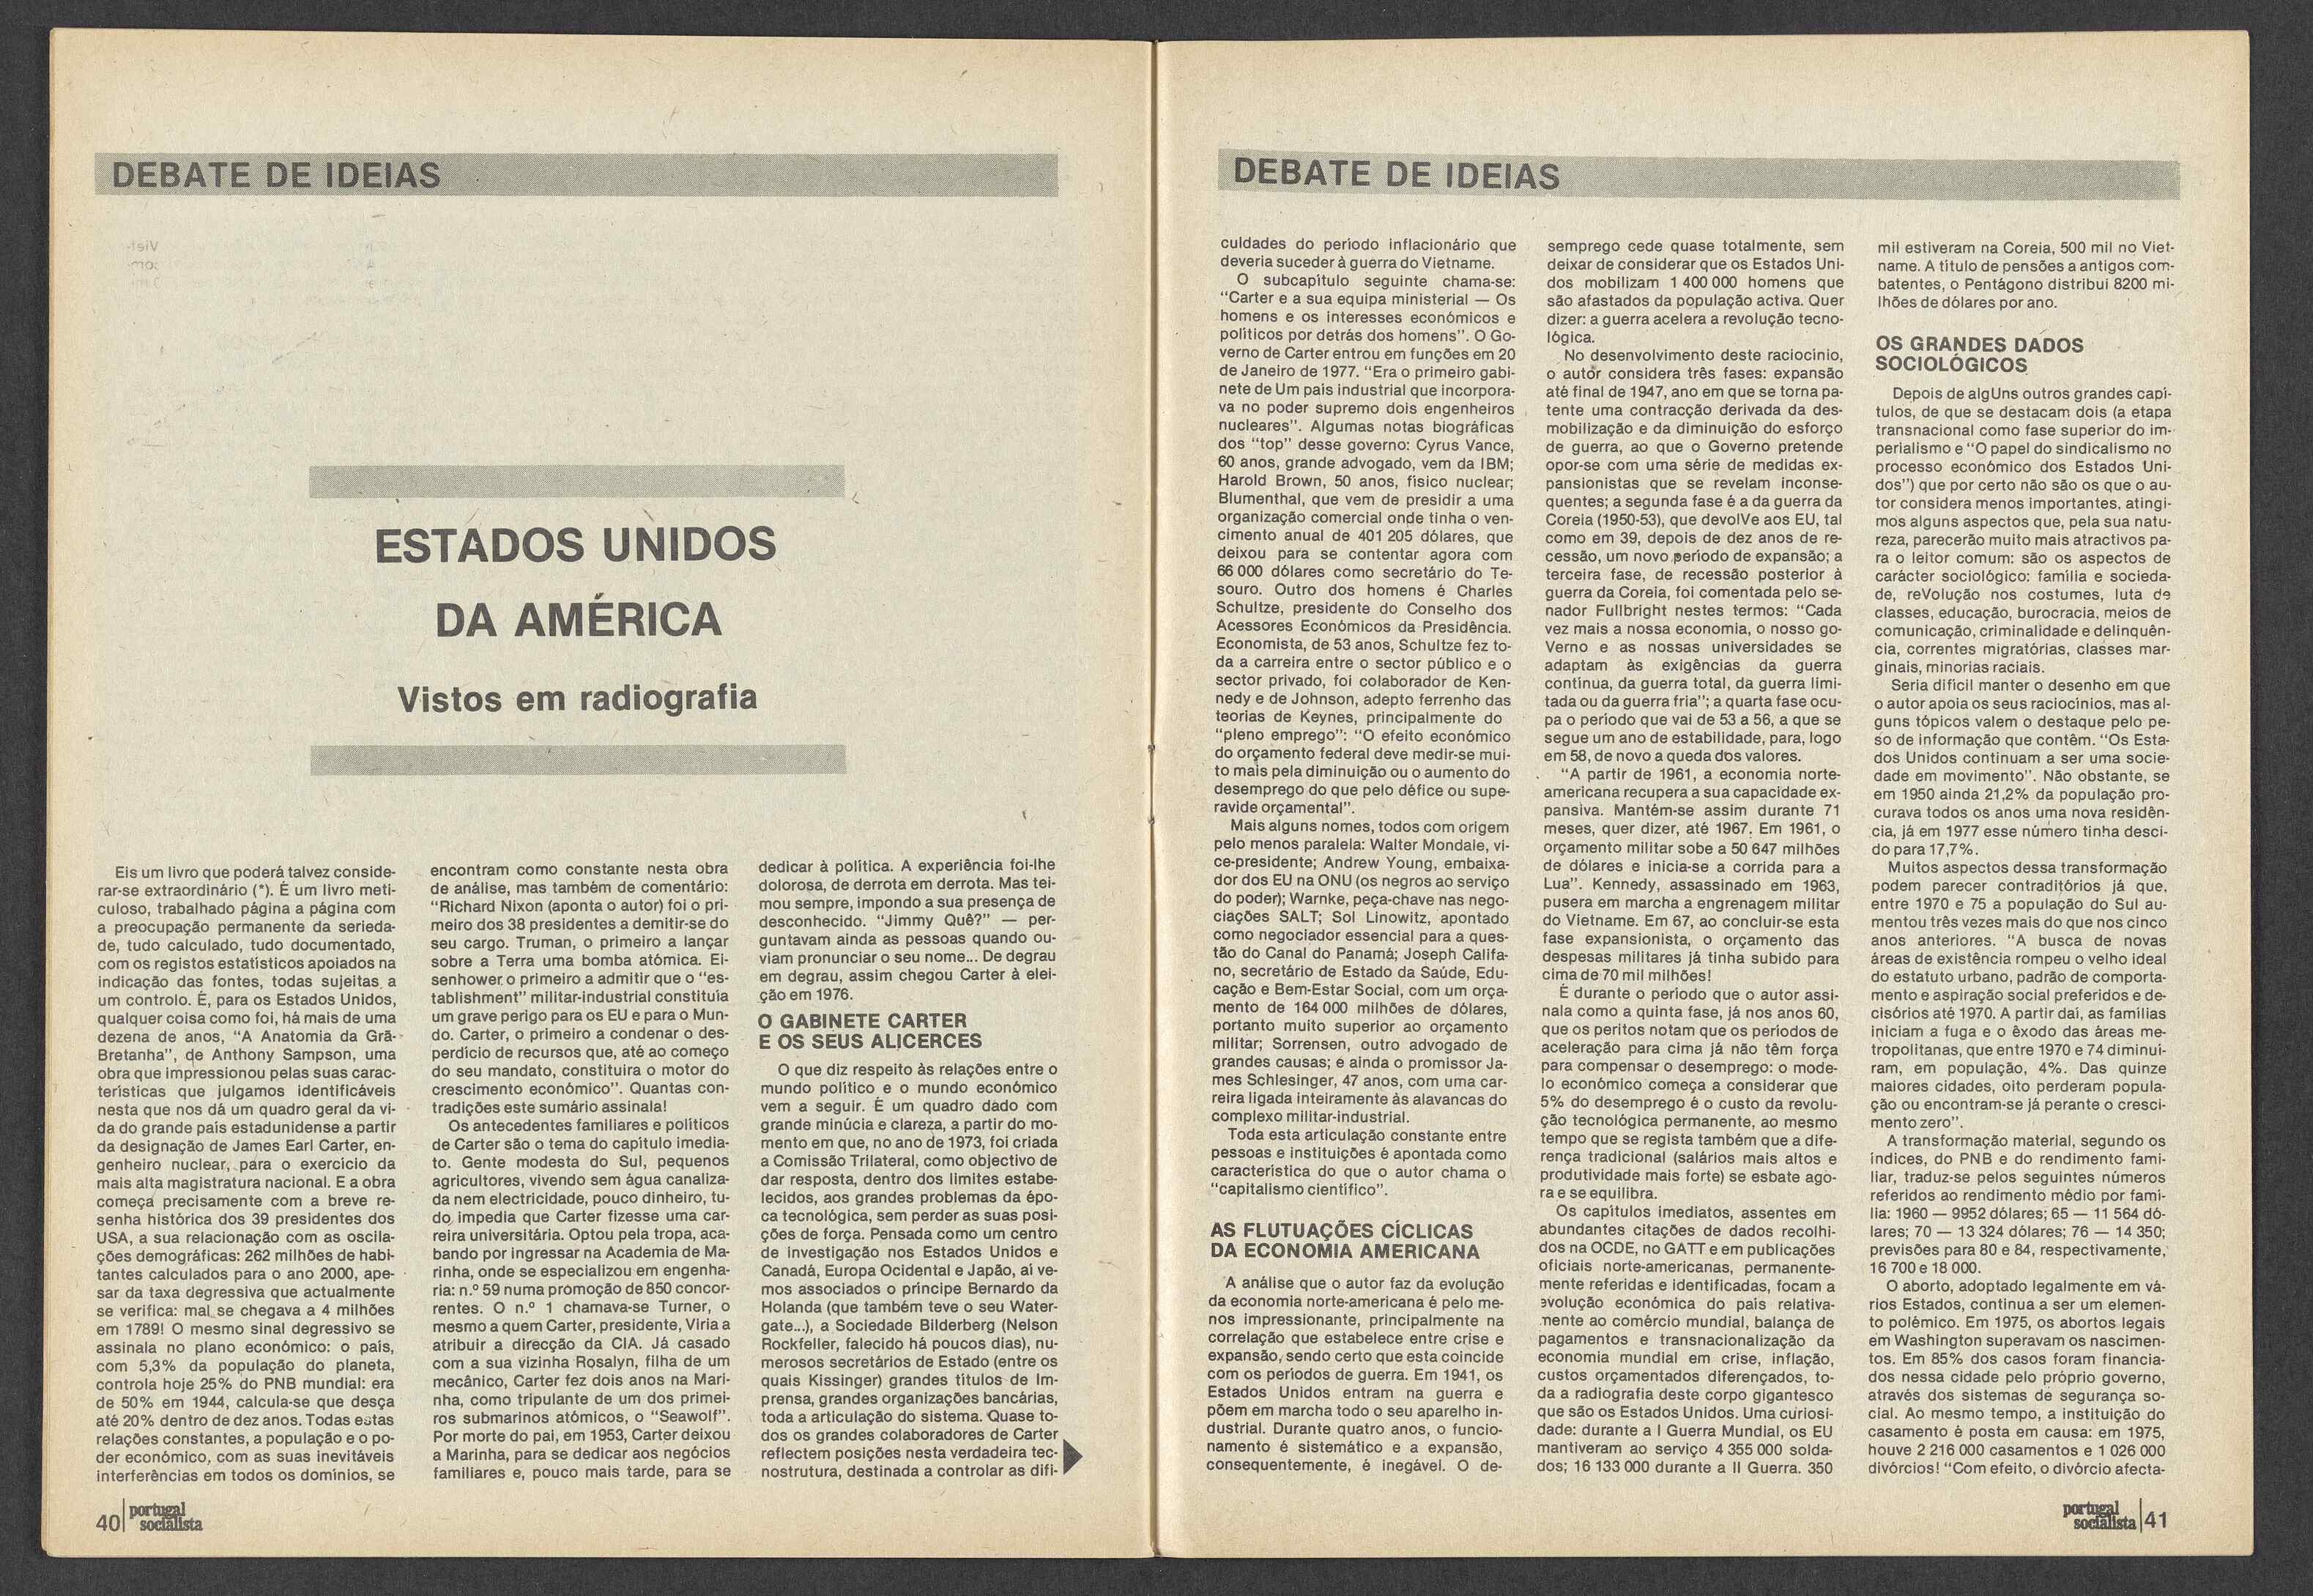 DEBATE DE IDEIAS
ESTADOS UNIDOS
DA AMÉRICA
Vistos em radiografia
Eis um livro que poderá talvez conside-
rar-se extraordinário (*). É um livro meti-
culoso, trabalhado página a página com
a preocupação permanente da serieda-
de, tudo calculado, tudo documentado,
com os registos estatísticos apoiados na
indicação das fontes, todas sujeitas a
um controlo. É, para os Estados Unidos,
qualquer coisa como foi, há mais de uma
dezena de anos, "A Anatomia da Grã-
Bretanha", de Anthony Sampson, uma
obra que impressionou pelas suas carac-
terísticas que julgamos identificáveis
nesta que nos dá um quadro geral da vi-
da do grande país estadunidense a partir
da designação de James Earl Carter, en-
genheiro nuclear, para o exercício da
mais alta magistratura nacional. E a obra
começa precisamente com a breve re-
senha histórica dos 39 presidentes dos
USA, a sua relacionação com as oscila-
ções demográficas: 262 milhões de habi-
tantes calculados para o ano 2000, ape-
sar da taxa degressiva que actualmente
se verifica: mal se chegava a 4 milhões
em 1789! O mesmo sinal degressivo se
assinala no plano económico: o país,
com 5,3% da população do planeta,
controla hoje 25% do PNB mundial: era
de 50% em 1944, calcula-se que desça
até 20% dentro de dez anos. Todas estas
relações constantes, a população e o po-
der económico, com as suas inevitáveis
interferências em todos os domínios, se
encontram como constante nesta obra
de análise, mas também de comentário:
"Richard Nixon (aponta o autor) foi o pri-
meiro dos 38 presidentes a demitir-se do
seu cargo. Truman, o primeiro a lançar
sobre a Terra uma bomba atómica. Ei-
senhower o primeiro a admitir que o "es-
tablishment" militar-industrial constituía
um grave perigo para os EU e para o Mun-
do. Carter, o primeiro a condenar o des-
perdício de recursos que, até ao começo
do seu mandato, constituíra o motor do
crescimento económico". Quantas con-
tradições este sumário assinala!
Os antecedentes familiares e políticos
de Carter são o tema do capítulo imedia-
to. Gente modesta do Sul, pequenos
agricultores, vivendo sem água canaliza-
da nem electricidade, pouco dinheiro, tu-
do impedia que Carter fizesse uma car-
reira universitária. Optou pela tropa, aca-
bando por ingressar na Academia de Ma-
rinha, onde se especializou em engenha-
ria: n.º 59 numa promoção de 850 concor-
rentes. O n.º 1 chamava-se Turner, o
mesmo a quem Carter, presidente, Viria a
atribuir a direcção da CIA. Já casado
com a sua vizinha Rosalyn, filha de um
mecânico, Carter fez dois anos na Mari-
nha, como tripulante de um dos primei-
ros submarinos atómicos, o "Seawolf".
Por morte do pai, em 1953, Carter deixou
a Marinha, para se dedicar aos negócios
familiares e, pouco mais tarde, para se
dedicar à política. A experiência foi-lhe
dolorosa, de derrota em derrota. Mas tei-
mou sempre, impondo a sua presença de
desconhecido. "Jimmy Quê?" — per-
guntavam ainda as pessoas quando ou-
viam pronunciar o seu nome... De degrau
em degrau, assim chegou Carter à elei-
ção em 1976.
O GABINETE CARTER
E OS SEUS ALICERCES
O que diz respeito às relações entre o
mundo político e o mundo económico
vem a seguir. É um quadro dado com
grande minúcia e clareza, a partir do mo-
mento em que, no ano de 1973, foi criada
a Comissão Trilateral, como objectivo de
dar resposta, dentro dos limites estabe-
lecidos, aos grandes problemas da épo-
ca tecnológica, sem perder as suas posi-
ções de força. Pensada como um centro
de investigação nos Estados Unidos e
Canadá, Europa Ocidental e Japão, aí ve-
mos associados o príncipe Bernardo da
Holanda (que também teve o seu Water-
gate...), a Sociedade Bilderberg (Nelson
Rockfeller, falecido há poucos dias), nu-
merosos secretários de Estado (entre os
quais Kissinger) grandes títulos de Im-
prensa, grandes organizações bancárias,
toda a articulação do sistema. Quase to-
dos os grandes colaboradores de Carter
reflectem posições nesta verdadeira tec-
nostrutura, destinada a controlar as difi-
40 portugal
socialista
DEBATE DE IDEIAS
culdades do período inflacionário que
deveria suceder à guerra do Vietname.
O subcapítulo seguinte chama-se:
"Carter e a sua equipa ministerial — Os
homens e os interesses económicos e
políticos por detrás dos homens". O Go-
verno de Carter entrou em funções em 20
de Janeiro de 1977. "Era o primeiro gabi-
nete de Um país industrial que incorpora-
va no poder supremo dois engenheiros
nucleares". Algumas notas biográficas
dos "top" desse governo: Cyrus Vance,
60 anos, grande advogado, vem da IBM;
Harold Brown, 50 anos, físico nuclear;
Blumenthal, que vem de presidir a uma
organização comercial onde tinha o ven-
cimento anual de 401 205 dólares, que
deixou para se contentar agora com
66 000 dólares como secretário do Te-
souro. Outro dos homens é Charles
Schultze, presidente do Conselho dos
Acessores Económicos da Presidência.
Economista, de 53 anos, Schultze fez to-
da a carreira entre o sector público e o
sector privado, foi colaborador de Ken-
nedy e de Johnson, adepto ferrenho das
teorias de Keynes, principalmente do
"pleno emprego": "O efeito económico
do orçamento federal deve medir-se mui-
to mais pela diminuição ou o aumento do
desemprego do que pelo défice ou supe-
ravide orçamental".
Mais alguns nomes, todos com origem
pelo menos paralela: Walter Mondale, vi-
ce-presidente; Andrew Young, embaixa-
dor dos EU na ONU (os negros ao serviço
do poder); Warnke, peça-chave nas nego-
ciações SALT; Sol Linowitz, apontado
como negociador essencial para a ques-
tão do Canal do Panamá; Joseph Califa-
no, secretário de Estado da Saúde, Edu-
cação e Bem-Estar Social, com um orça-
mento de 164 000 milhões de dólares,
portanto muito superior ao orçamento
militar; Sorrensen, outro advogado de
grandes causas; e ainda o promissor Ja-
mes Schlesinger, 47 anos, com uma car-
reira ligada inteiramente às alavancas do
complexo militar-industrial.
Toda esta articulação constante entre
pessoas e instituições é apontada como
característica do que o autor chama o
"capitalismo científico".
AS FLUTUAÇÕES CÍCLICAS
DA ECONOMIA AMERICANA
A análise que o autor faz da evolução
da economia norte-americana é pelo me-
nos impressionante, principalmente na
correlação que estabelece entre crise e
expansão, sendo certo que esta coincide
com os períodos de guerra. Em 1941, os
Estados Unidos entram na guerra e
põem em marcha todo o seu aparelho in-
dustrial. Durante quatro anos, o funcio-
namento é sistemático e a expansão,
consequentemente, é inegável. O de-
semprego cede quase totalmente, sem
deixar de considerar que os Estados Uni-
dos mobilizam 1 400 000 homens que
são afastados da população activa. Quer
dizer: a guerra acelera a revolução tecno-
lógica.
No desenvolvimento deste raciocínio,
o autor considera três fases: expansão
até final de 1947, ano em que se torna pa-
tente uma contracção derivada da des-
mobilização e da diminuição do esforço
de guerra, ao que o Governo pretende
opor-se com uma série de medidas ex-
pansionistas que se revelam inconse-
quentes; a segunda fase é a da guerra da
Coreia (1950-53), que devolVe aos EU, tal
como em 39, depois de dez anos de re-
cessão, um novo período de expansão; a
terceira fase, de recessão posterior à
guerra da Coreia, foi comentada pelo se-
nador Fullbright nestes termos: "Cada
vez mais a nossa economia, o nosso go-
Verno e as nossas universidades se
adaptam às exigências da guerra
contínua, da guerra total, da guerra limi-
tada ou da guerra fria"; a quarta fase ocu-
pa o período que vai de 53 a 56, a que se
segue um ano de estabilidade, para, logo
em 58, de novo a queda dos valores.
"A partir de 1961, a economia norte-
americana recupera a sua capacidade ex-
pansiva. Mantém-se assim durante 71
meses, quer dizer, até 1967. Em 1961, o
orçamento militar sobe a 50 647 milhões
de dólares e inicia-se a corrida para a
Lua". Kennedy, assassinado em 1963,
pusera em marcha a engrenagem militar
do Vietname. Em 67, ao concluir-se esta
fase expansionista, o orçamento das
despesas militares já tinha subido para
cima de 70 mil milhões!
É durante o período que o autor assi-
nala como a quinta fase, já nos anos 60,
que os peritos notam que os períodos de
aceleração para cima já não têm força
para compensar o desemprego: o mode-
lo económico começa a considerar que
5% do desemprego é o custo da revolu-
ção tecnológica permanente, ao mesmo
tempo que se regista também que a dife-
rença tradicional (salários mais altos e
produtividade mais forte) se esbate ago-
ra e se equilibra.
Os capítulos imediatos, assentes em
abundantes citações de dados recolhi-
dos na OCDE, no GATT e em publicações
oficiais norte-americanas, permanente-
mente referidas e identificadas, focam a
evolução económica do país relativa-
mente ao comércio mundial, balança de
pagamentos e transnacionalização da
economia mundial em crise, inflação,
custos orçamentados diferençados, to-
da a radiografia deste corpo gigantesco
que são os Estados Unidos. Uma curiosi-
dade: durante a I Guerra Mundial, os EU
mantiveram ao serviço 4 355 000 solda-
dos; 16 133 000 durante a II Guerra. 350
mil estiveram na Coreia, 500 mil no Viet-
name. A título de pensões a antigos com-
batentes, o Pentágono distribui 8200 mi-
lhões de dólares por ano.
OS GRANDES DADOS
SOCIOLÓGICOS
Depois de algUns outros grandes capí-
tulos, de que se destacam dois (a etapa
transnacional como fase superior do im-
perialismo e "O papel do sindicalismo no
processo económico dos Estados Uni-
dos") que por certo não são os que o au-
tor considera menos importantes, atingi-
mos alguns aspectos que, pela sua natu-
reza, parecerão muito mais atractivos pa-
ra o leitor comum: são os aspectos de
carácter sociológico: família e socieda-
de, reVolução nos costumes, luta de
classes, educação, burocracia, meios de
comunicação, criminalidade e delinquên-
cia, correntes migratórias, classes mar-
ginais, minorias raciais.
Seria difícil manter o desenho em que
o autor apoia os seus raciocínios, mas al-
guns tópicos valem o destaque pelo pe-
so de informação que contêm. "Os Esta-
dos Unidos continuam a ser uma socie-
dade em movimento". Não obstante, se
em 1950 ainda 21,2% da população pro-
curava todos os anos uma nova residên-
cia, já em 1977 esse número tinha desci-
do para 17,7%.
Muitos aspectos dessa transformação
podem parecer contraditórios já que,
entre 1970 e 75 a população do Sul au-
mentou três vezes mais do que nos cinco
anos anteriores. "A busca de novas
áreas de existência rompeu o velho ideal
do estatuto urbano, padrão de comporta-
mento e aspiração social preferidos e de-
cisórios até 1970. A partir daí, as famílias
iniciam a fuga e o êxodo das áreas me-
tropolitanas, que entre 1970 e 74 diminuí-
ram, em população, 4%. Das quinze
maiores cidades, oito perderam popula-
ção ou encontram-se já perante o cresci-
mento zero".
A transformação material, segundo os
índices, do PNB e do rendimento fami-
liar, traduz-se pelos seguintes números
referidos ao rendimento médio por famí-
lia: 1960 — 9952 dólares; 65 — 11 564 dó-
lares; 70 — 13 324 dólares; 76 — 14 350;
previsões para 80 e 84, respectivamente,
16 700 e 18 000.
O aborto, adoptado legalmente em vá-
rios Estados, continua a ser um elemen-
to polémico. Em 1975, os abortos legais
em Washington superavam os nascimen-
tos. Em 85% dos casos foram financia-
dos nessa cidade pelo próprio governo,
através dos sistemas de segurança so-
cial. Ao mesmo tempo, a instituição do
casamento é posta em causa: em 1975,
houve 2 216 000 casamentos e 1 026 000
divórcios! "Com efeito, o divórcio afecta-
portugal
socialista 41